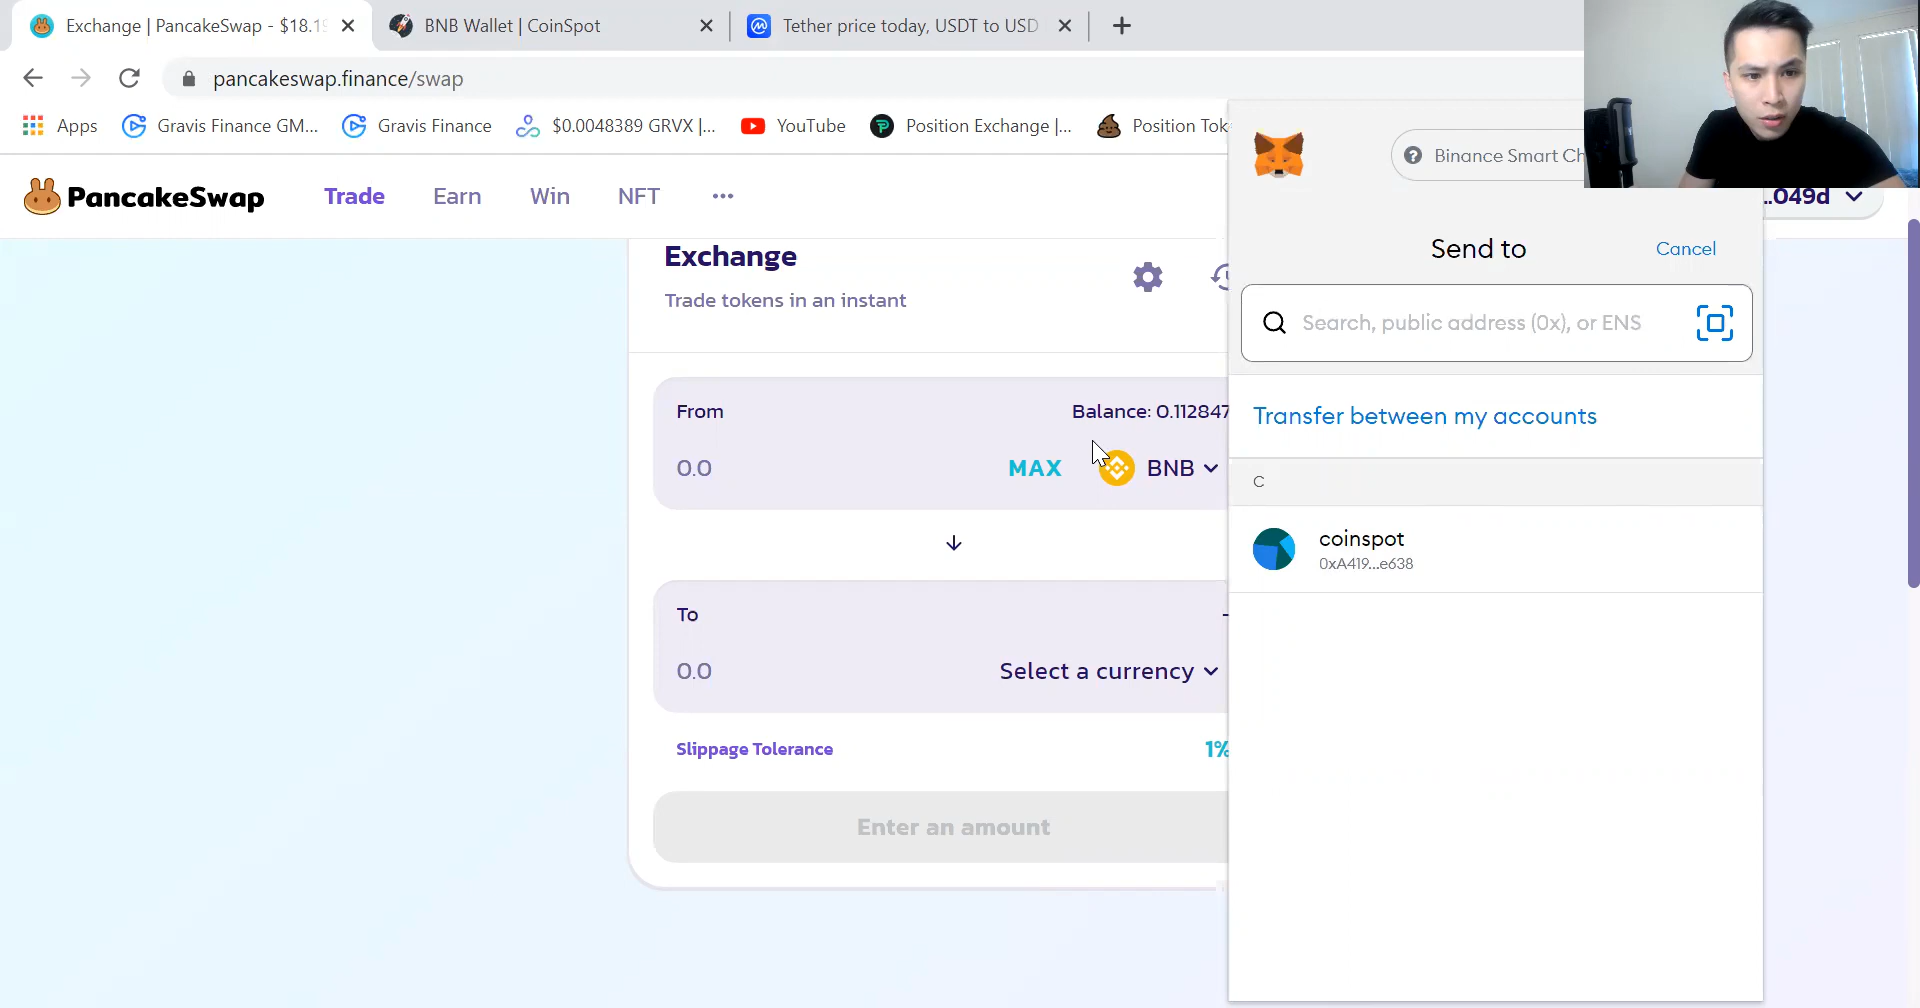 Exchange | PancakeSwap - $18.19
BNB Wallet | CoinSpot
Tether price today, USDT to USD
pancakeswap.finance/swap
Apps
Gravis Finance GM...
Gravis Finance
$0.0048389 GRVX |...
YouTube
Position Exchange |...
Position Tok
PancakeSwap
Trade
Earn
Win
NFT
...
Binance Smart Ch
..049d
Exchange
Trade tokens in an instant
From
Balance: 0.112847
0.0
MAX
BNB
To
-
0.0
Select a currency
Slippage Tolerance
1%
Enter an amount
Send to
Cancel
Search, public address (0x), or ENS
Transfer between my accounts
C
coinspot
0xA419...e638